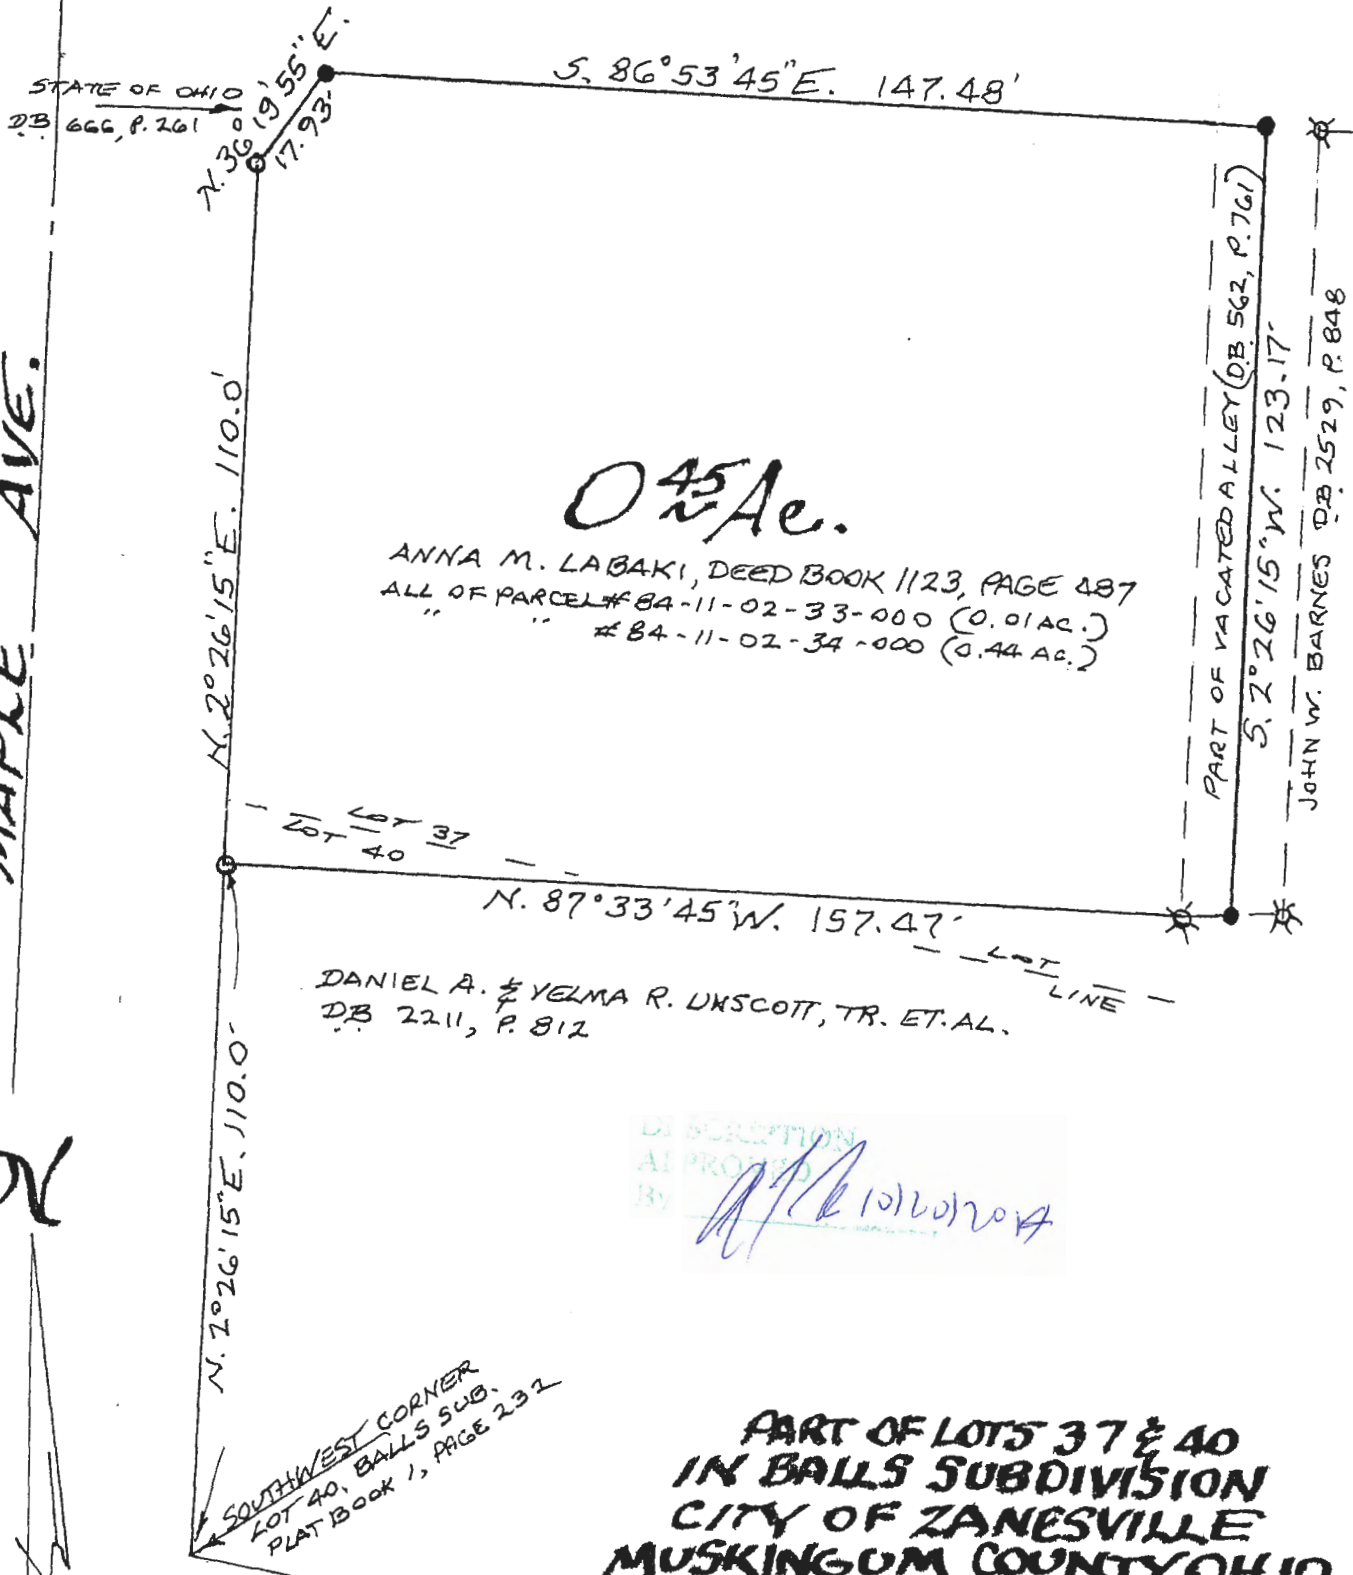 STATE OF OHIO
DB 666, P. 261
N. 36°19'55"E.
17.93'
S. 86°53'45"E. 147.48'
MAPLE AVE.
N. 2°26'15"E. 110.0'
0 45 Ac.
ANNA M. LABAKI, DEED BOOK 1123, PAGE 487
ALL OF PARCEL # 84-11-02-33-000 (0.01 AC.)
" " # 84-11-02-34-000 (0.44 AC.)
PART OF VACATED ALLEY (DB 562, P. 761)
S. 2°26'15"W. 123.17'
JOHN W. BARNES DB 2529, P. 848
LOT 37
LOT 40
N. 87°33'45"W. 157.47'
LOT
LINE
DANIEL A. & VELMA R. LINSCOTT, TR. ET. AL.
DB 2211, P. 812
N. 2°26'15"E. 110.0'
DESCRIPTION
APPROVED
By 10/20/2014
SOUTHWEST CORNER
LOT 40, BALLS SUB.
PLAT BOOK 1, PAGE 232
PART OF LOTS 37 & 40
IN BALLS SUBDIVISION
CITY OF ZANESVILLE
MUSKINGUM COUNTY OHIO